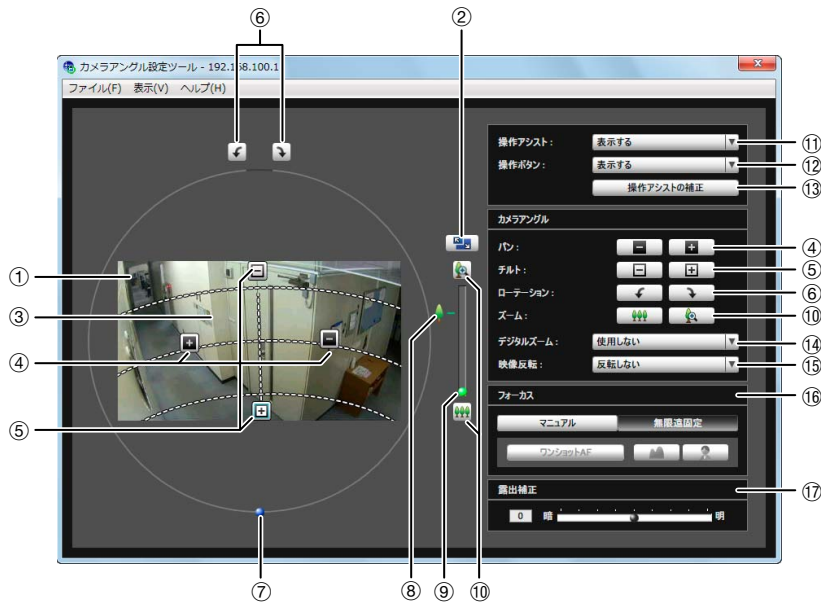 ⑥
②
カメラアングル設定ツール - 192.168.100.1
ファイル(F) 表示(V) ヘルプ(H)
操作アシスト : 表示する
⑪
操作ボタン : 表示する
⑫
操作アシストの補正
⑬
カメラアングル
パン :
④
チルト :
⑤
ローテーション :
⑥
ズーム :
⑩
デジタルズーム : 使用しない
⑭
映像反転 : 反転しない
⑮
フォーカス
⑯
マニュアル 無限遠固定
ワンショットAF
露出補正
⑰
0 暗 明
①
③
④
⑤
⑦
⑧
⑨
⑩